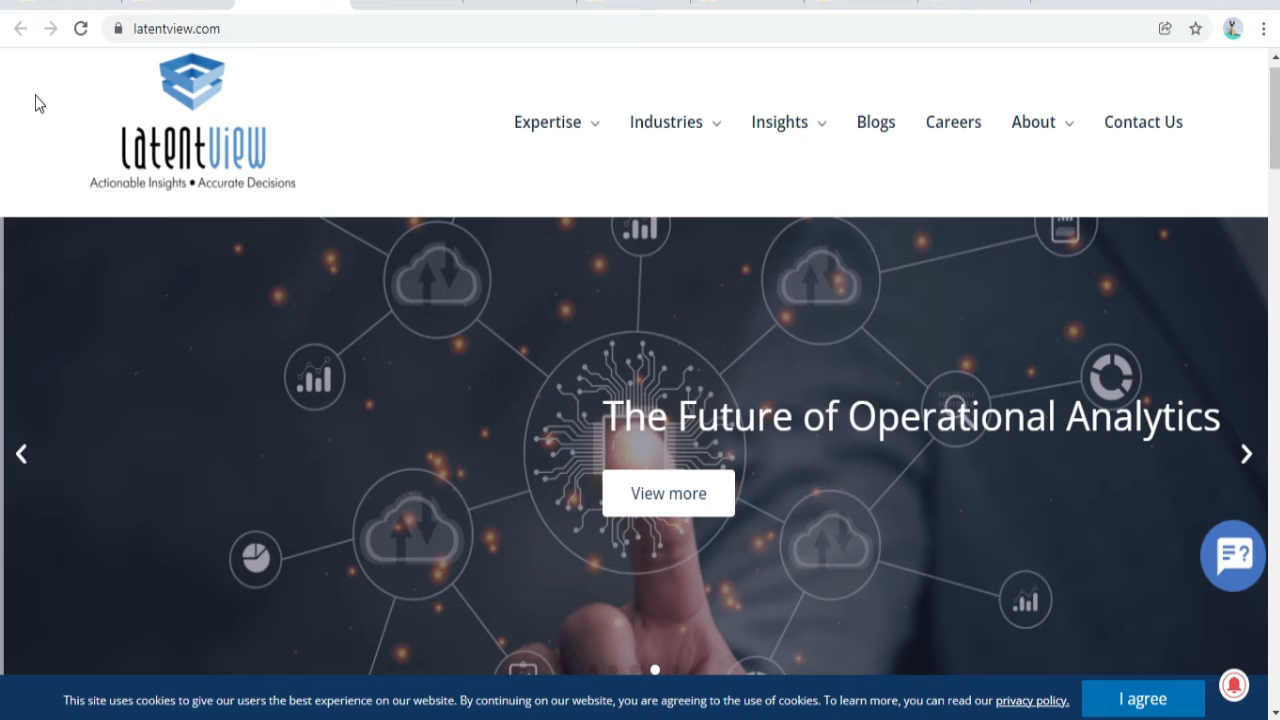 latentview.com
latentview
Actionable Insights • Accurate Decisions
Expertise Industries Insights Blogs Careers About Contact Us
The Future of Operational Analytics
View more
This site uses cookies to give our users the best experience on our website. By continuing on our website, you are agreeing to the use of cookies. To learn more, you can read our privacy policy.
I agree